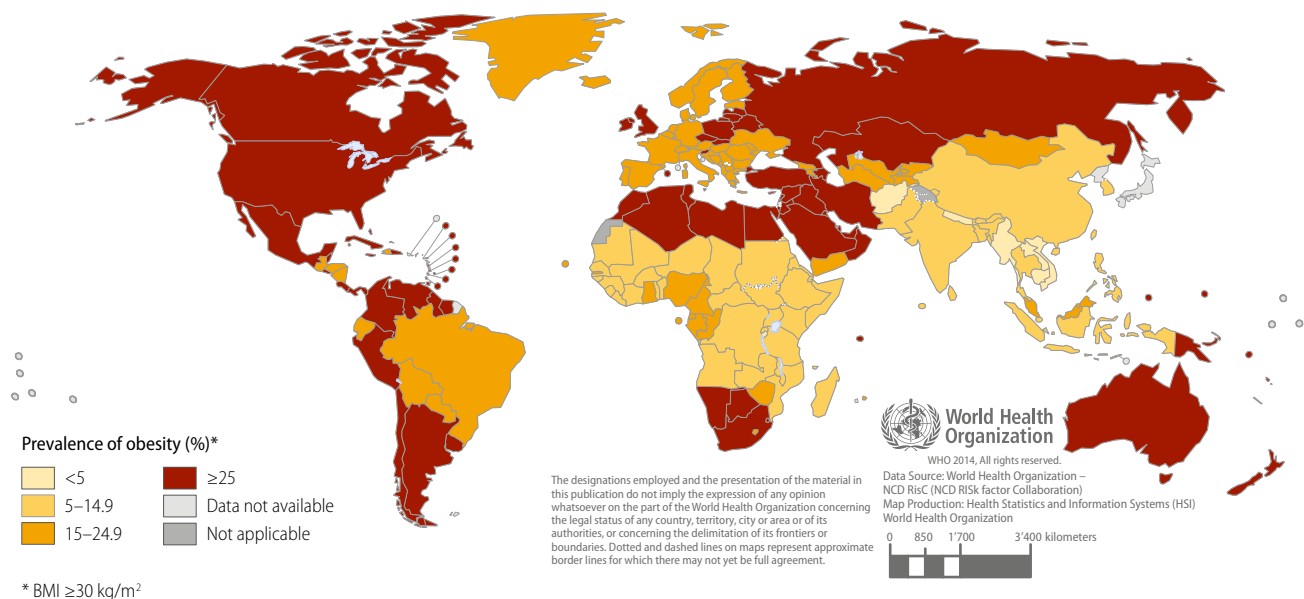 Prevalence of obesity (%)*
<5
5–14.9
15–24.9
≥25
Data not available
Not applicable
* BMI ≥30 kg/m²
The designations employed and the presentation of the material in
this publication do not imply the expression of any opinion
whatsoever on the part of the World Health Organization concerning
the legal status of any country, territory, city or area or of its
authorities, or concerning the delimitation of its frontiers or
boundaries. Dotted and dashed lines on maps represent approximate
border lines for which there may not yet be full agreement.
World Health
Organization
WHO 2014, All rights reserved.
Data Source: World Health Organization –
NCD RisC (NCD RISk factor Collaboration)
Map Production: Health Statistics and Information Systems (HSI)
World Health Organization
0 850 1'700 3'400 kilometers